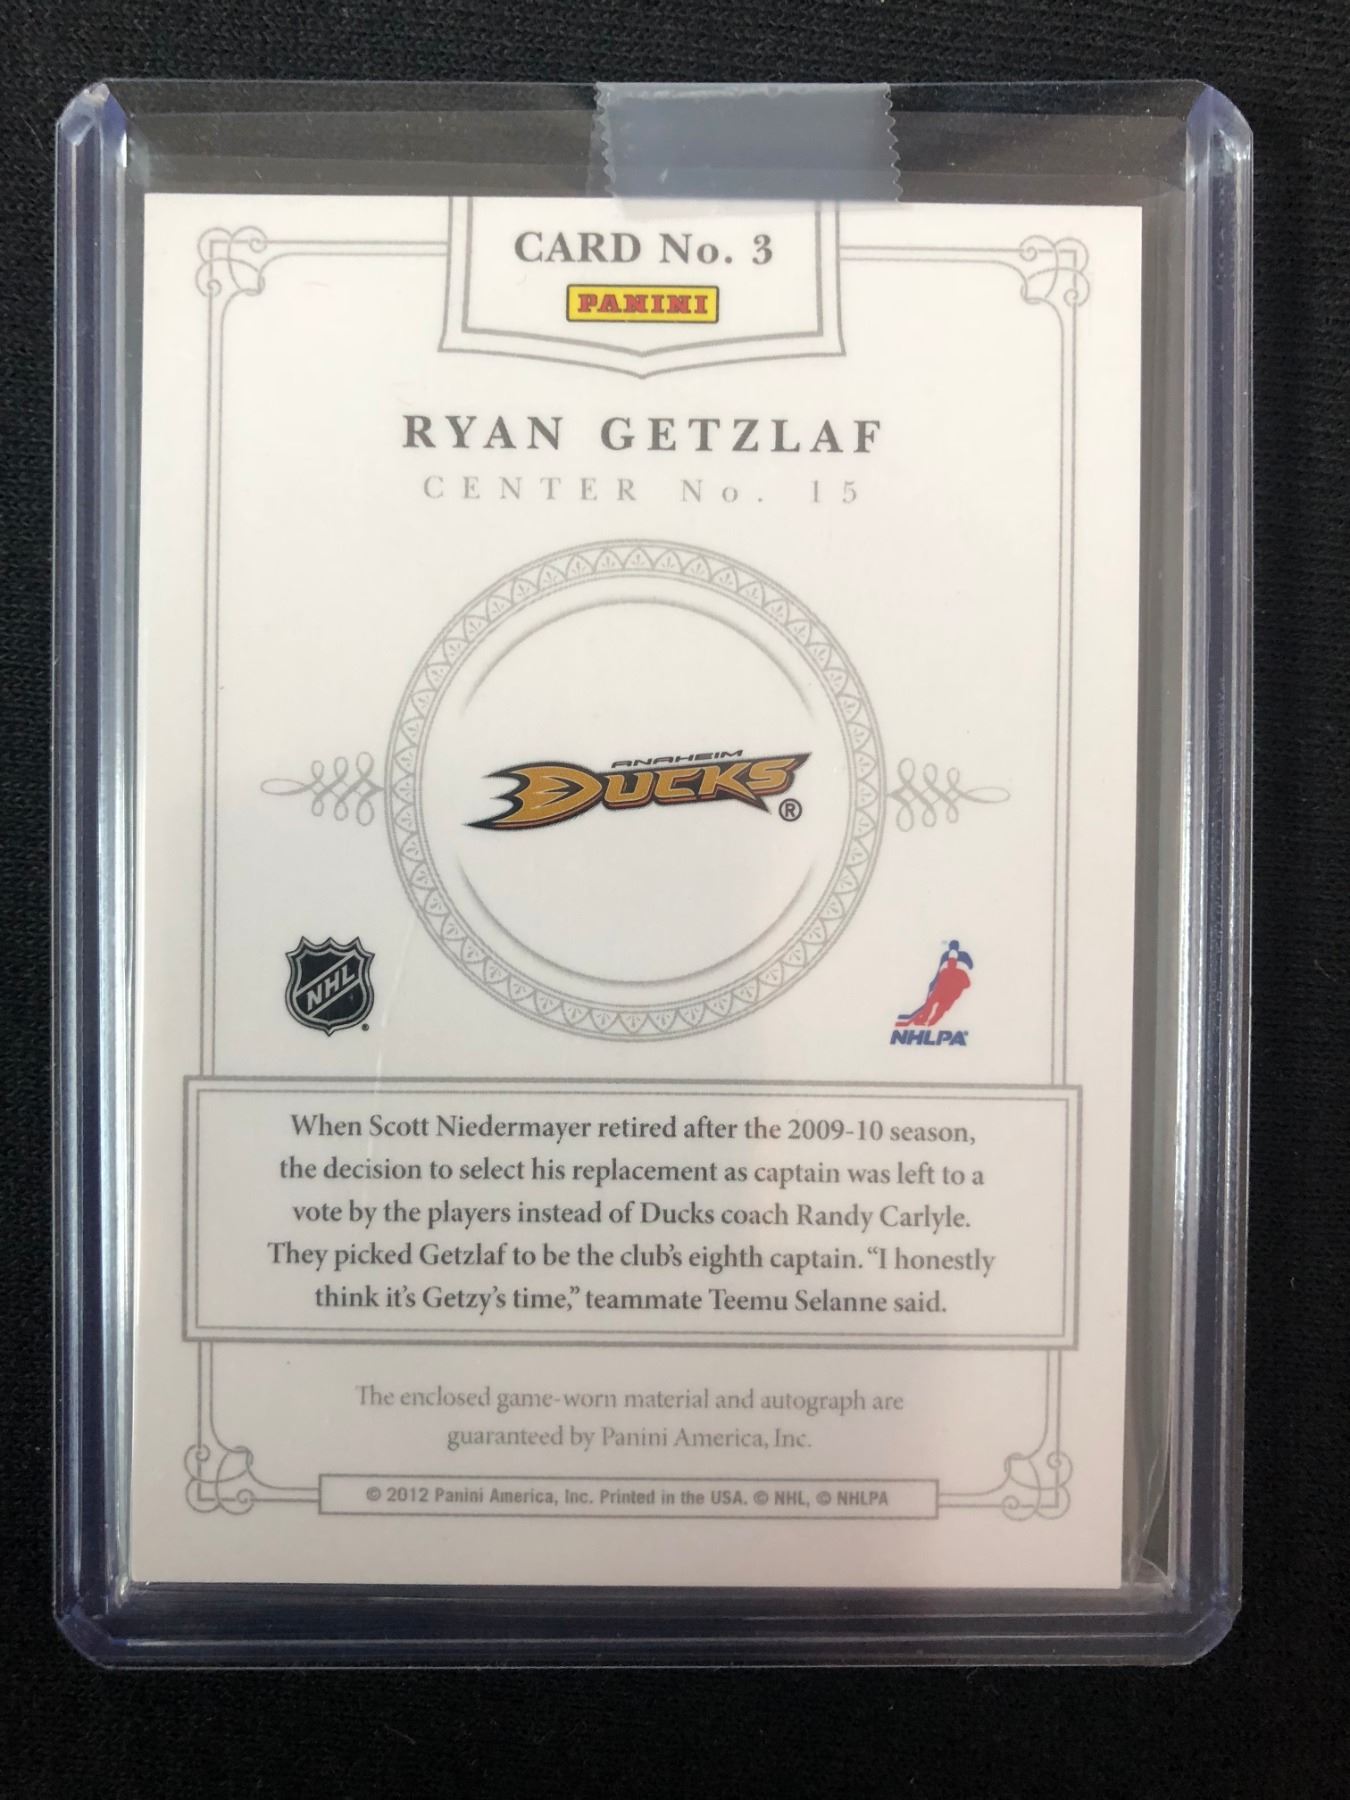 CARD No. 3
PANINI
RYAN GETZLAF
CENTER No. 15
ANAHEIM
DUCKS®
NHL®
NHLPA
When Scott Niedermayer retired after the 2009-10 season,
the decision to select his replacement as captain was left to a
vote by the players instead of Ducks coach Randy Carlyle.
They picked Getzlaf to be the club's eighth captain. “I honestly
think it's Getzy's time,” teammate Teemu Selanne said.
The enclosed game-worn material and autograph are
guaranteed by Panini America, Inc.
© 2012 Panini America, Inc. Printed in the USA. © NHL, © NHLPA